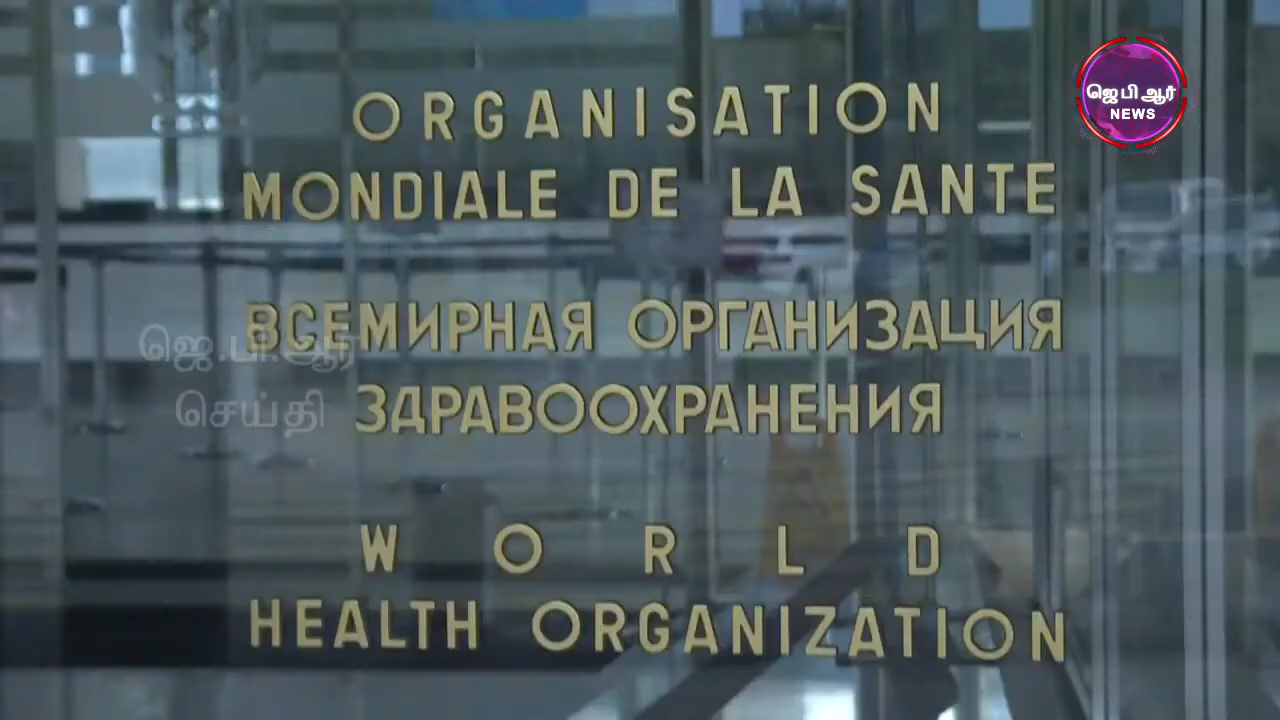 ORGANISATION
MONDIALE DE LA SANTE
ВСЕМИРНАЯ ОРГАНИЗАЦИЯ
ЗДРАВООХРАНЕНИЯ
WORLD
HEALTH ORGANIZATION
ஜெ பி ஆர்
NEWS
ஜெ.பி.ஆர்
செய்தி